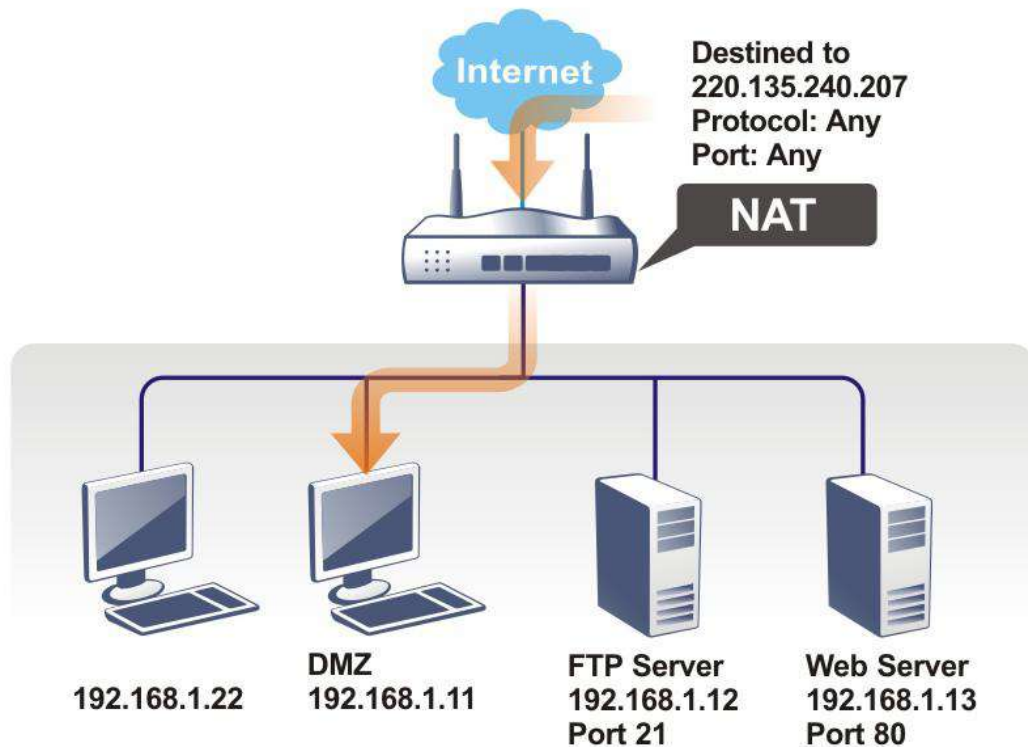 Internet
Destined to
220.135.240.207
Protocol: Any
Port: Any
NAT
192.168.1.22
DMZ
192.168.1.11
FTP Server
192.168.1.12
Port 21
Web Server
192.168.1.13
Port 80